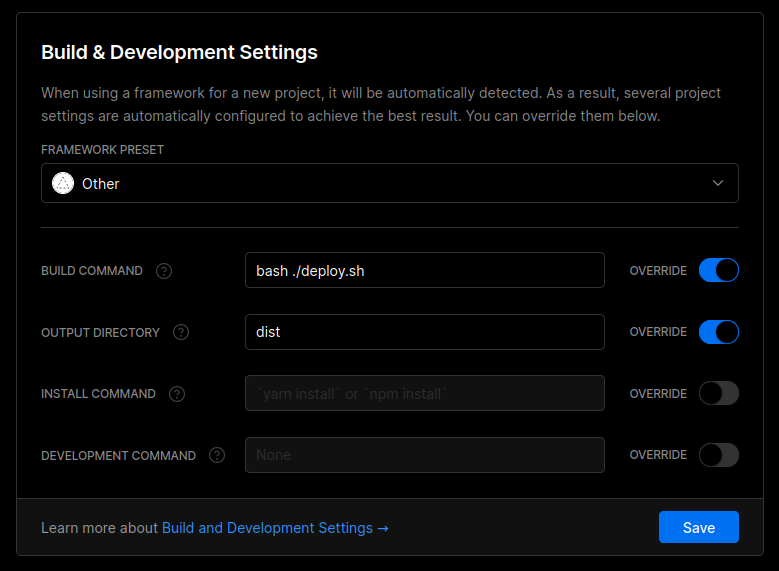 Build & Development Settings
When using a framework for a new project, it will be automatically detected. As a result, several project
settings are automatically configured to achieve the best result. You can override them below.
FRAMEWORK PRESET
Other
BUILD COMMAND ? bash ./deploy.sh OVERRIDE
OUTPUT DIRECTORY ? dist OVERRIDE
INSTALL COMMAND ? `yarn install` or `npm install` OVERRIDE
DEVELOPMENT COMMAND ? None OVERRIDE
Learn more about Build and Development Settings → Save